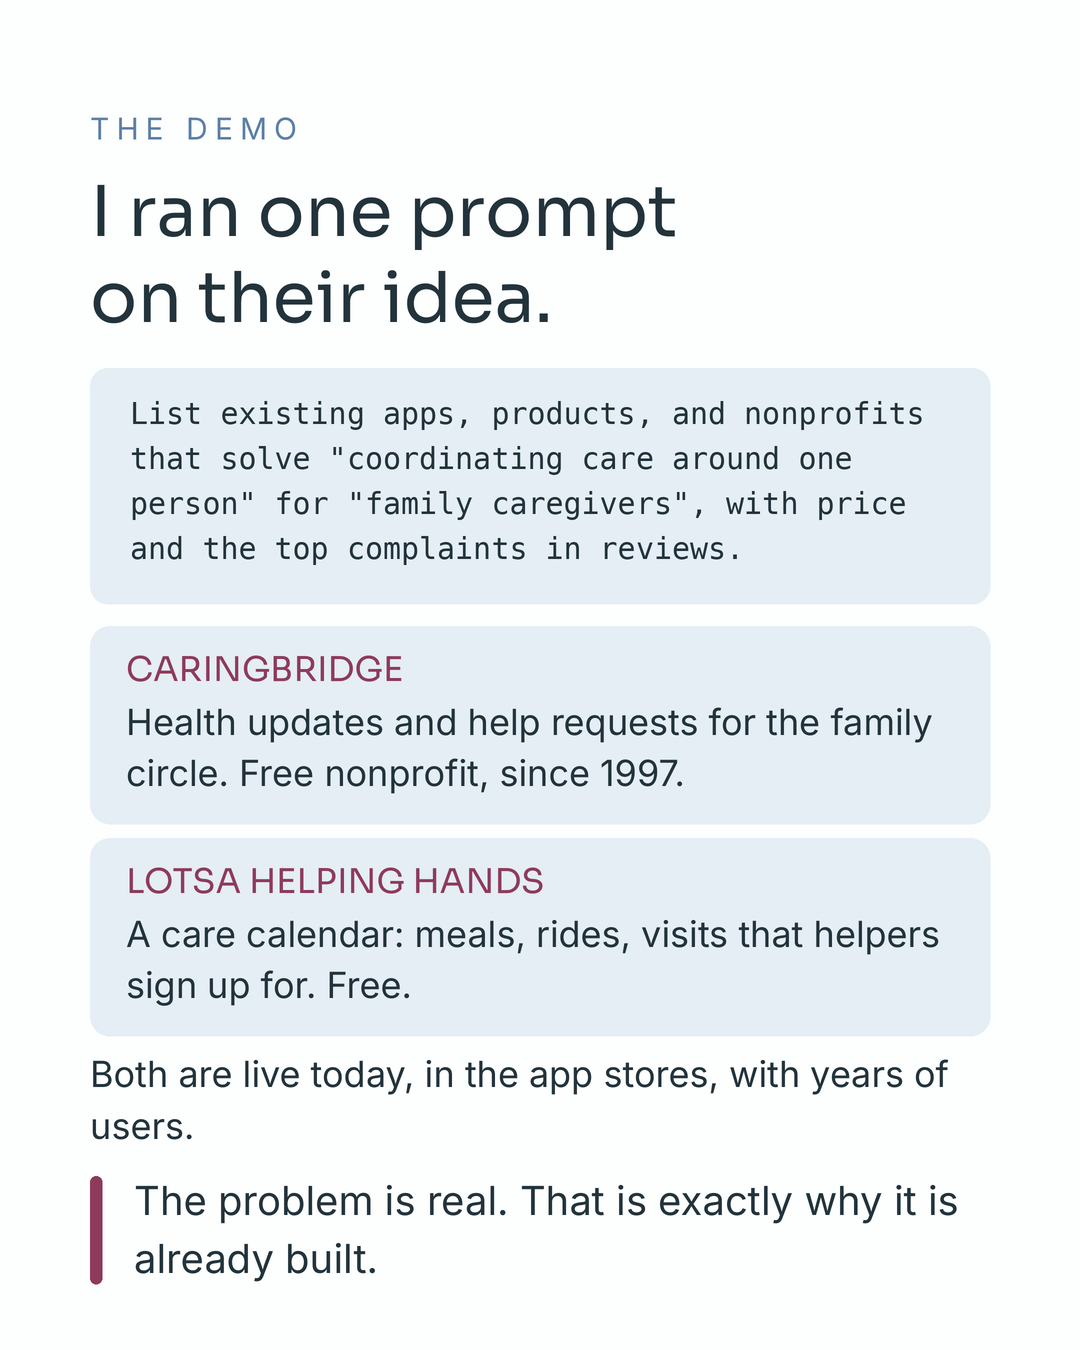 THE DEMO
I ran one prompt
on their idea.
List existing apps, products, and nonprofits
that solve "coordinating care around one
person" for "family caregivers", with price
and the top complaints in reviews.
CARINGBRIDGE
Health updates and help requests for the family
circle. Free nonprofit, since 1997.
LOTSA HELPING HANDS
A care calendar: meals, rides, visits that helpers
sign up for. Free.
Both are live today, in the app stores, with years of
users.
The problem is real. That is exactly why it is
already built.